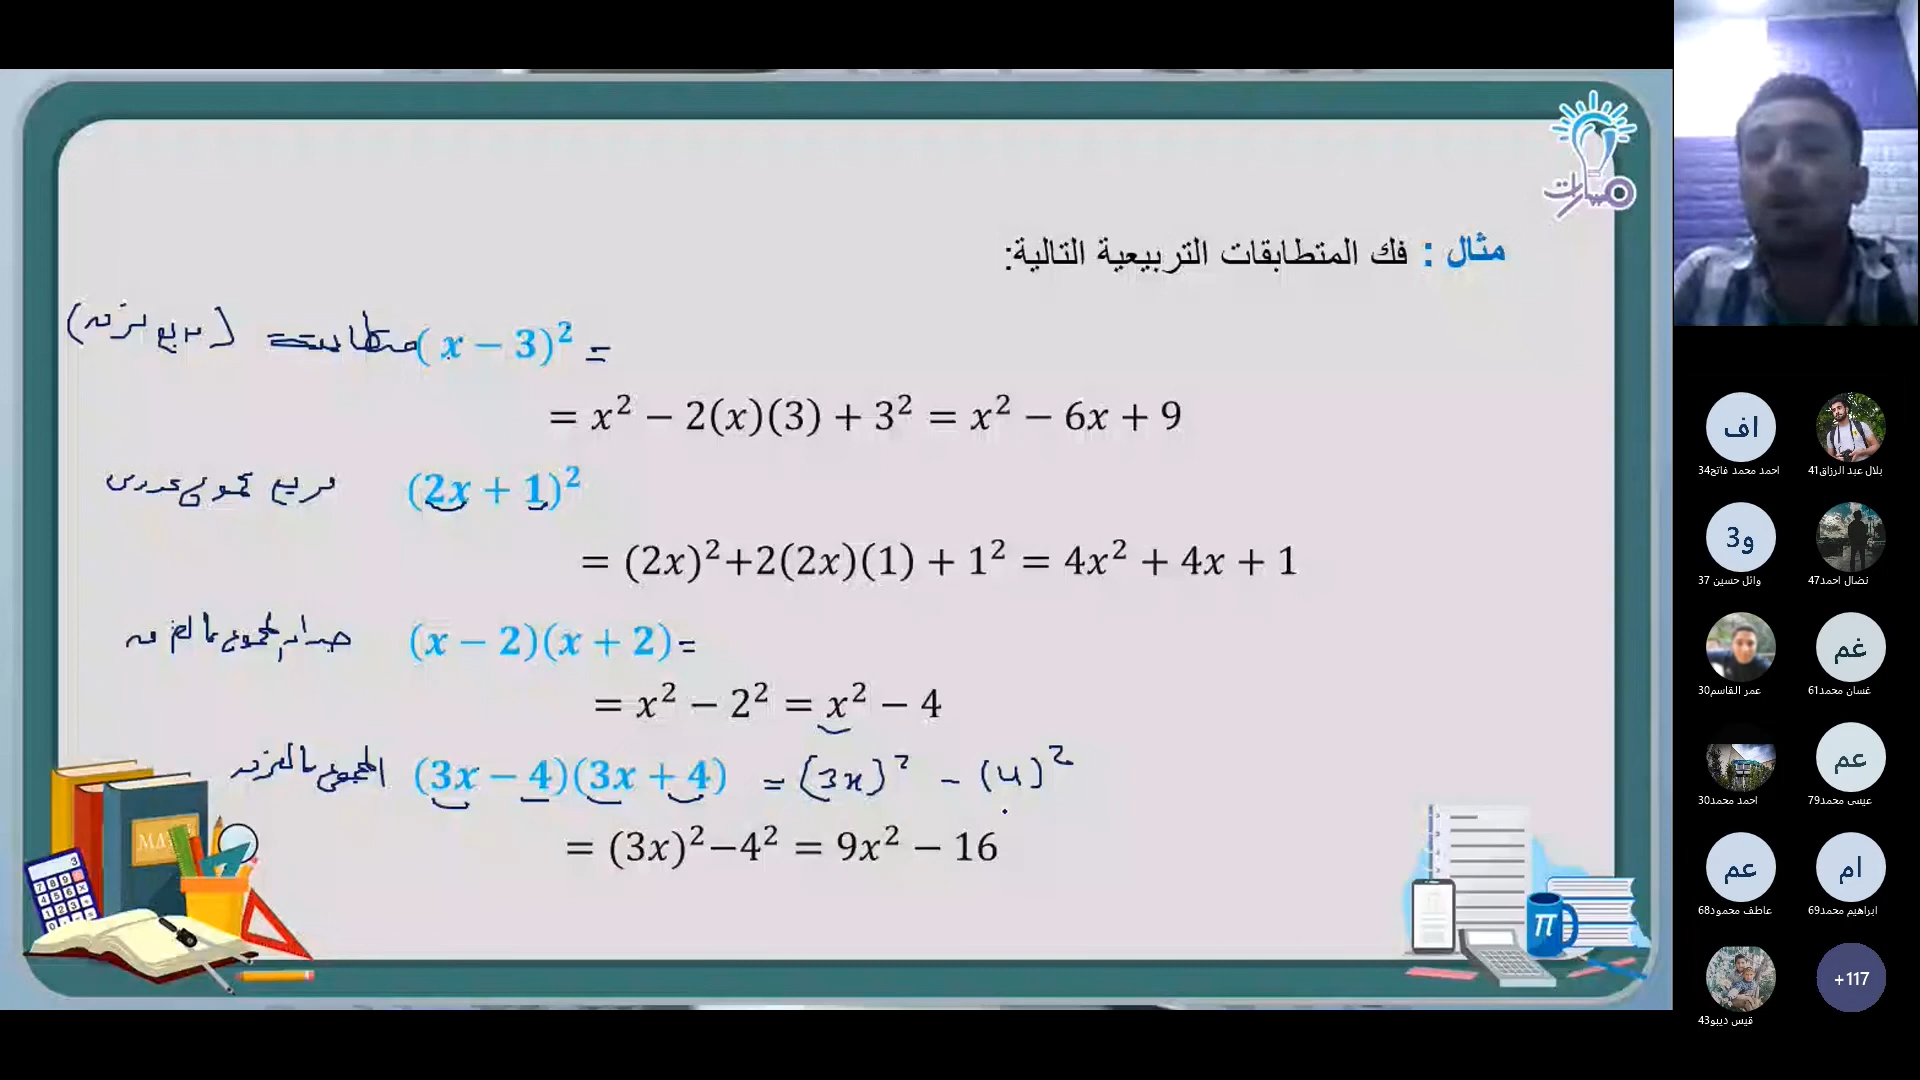 مسارات
مثال : فك المتطابقات التربيعية التالية:
(x − 3)² =
= x² − 2(x)(3) + 3² = x² − 6x + 9
(2x + 1)²
= (2x)²+2(2x)(1) + 1² = 4x² + 4x + 1
(x − 2)(x + 2) =
= x² − 2² = x² − 4
(3x − 4)(3x + 4) = (3x)² − (4)²
= (3x)²−4² = 9x² − 16
MA
π
اف
احمد محمد فاتح34
بلال عبد الرزاق41
و3
وائل حسين 37
نضال احمد47
عمر القاسم30
غم
غسان محمد61
احمد محمد30
عم
عيسى محمد79
عم
عاطف محمود68
ام
ابراهيم محمد69
قيس ديبو43
+117